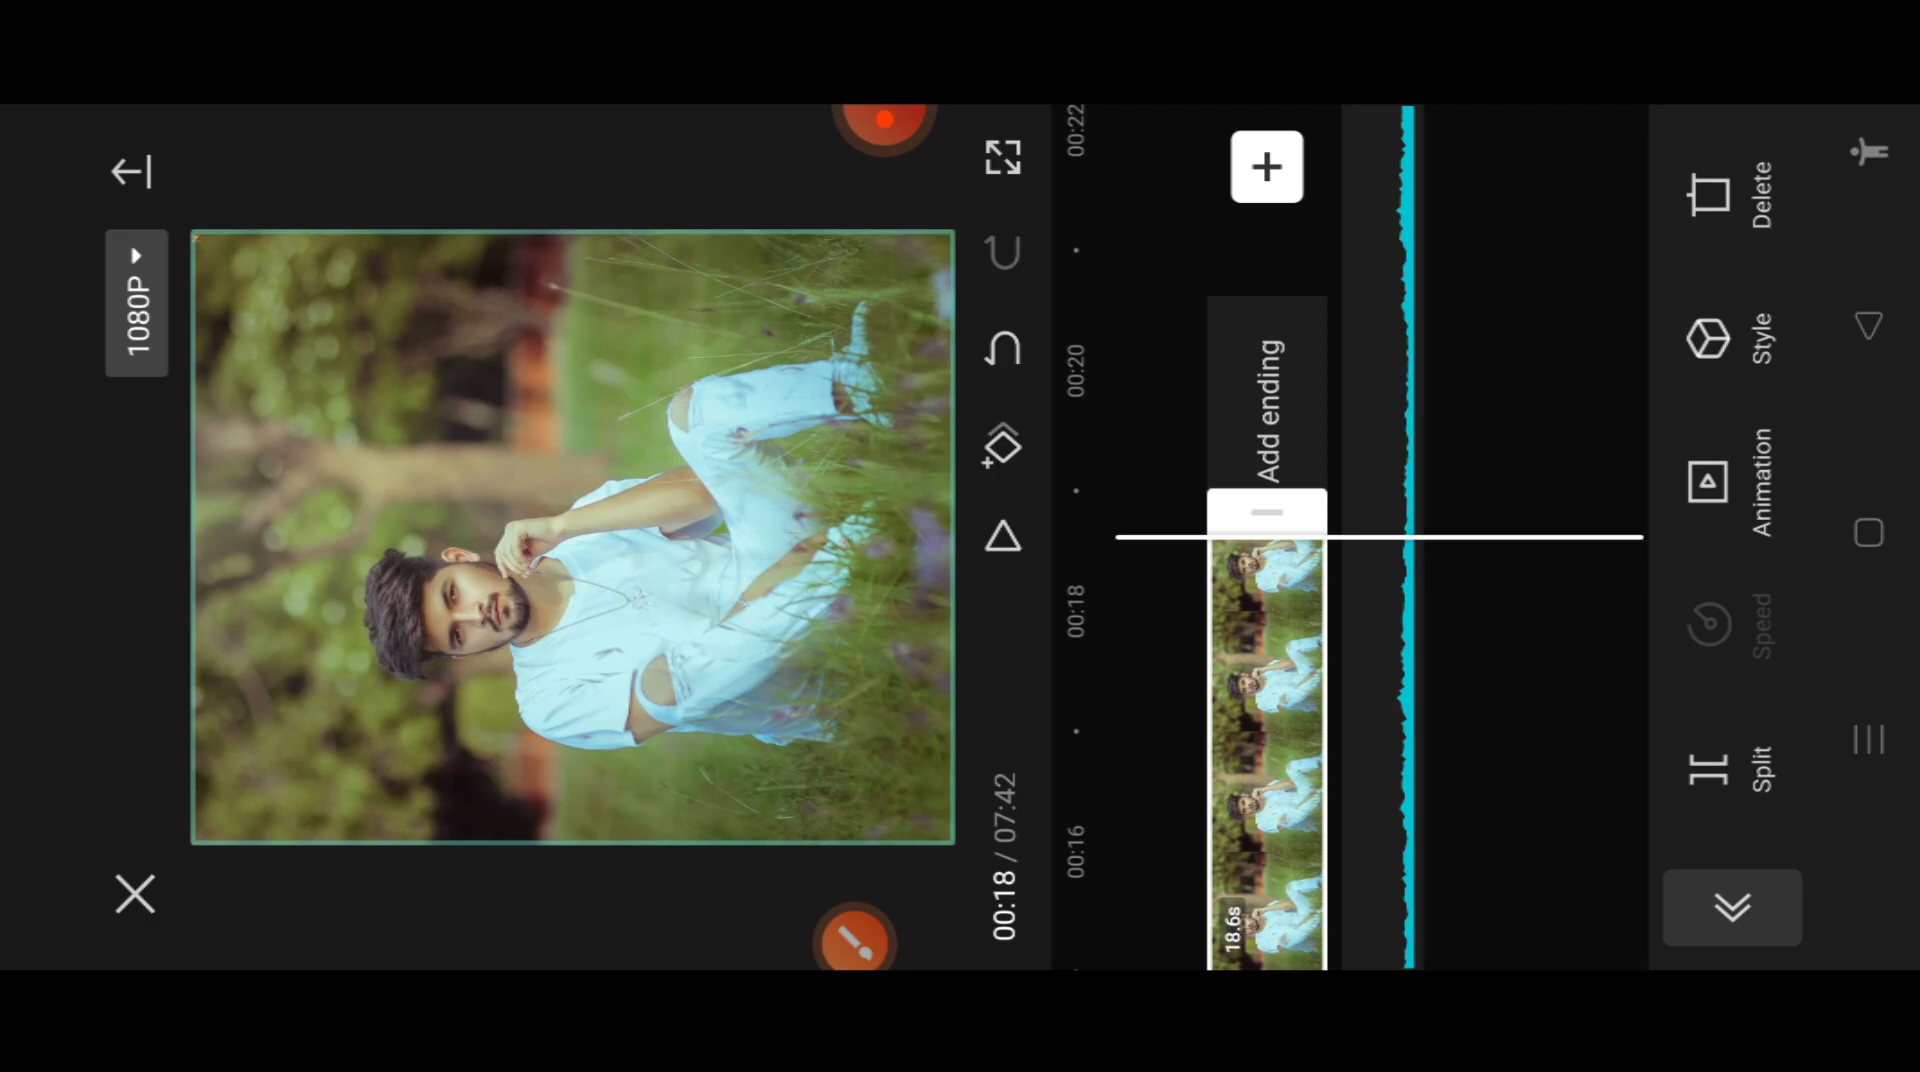 1080P
00:18 / 07:42
00:16
00:18
00:20
00:22
18.6s
Add ending
Split
Speed
Animation
Style
Delete